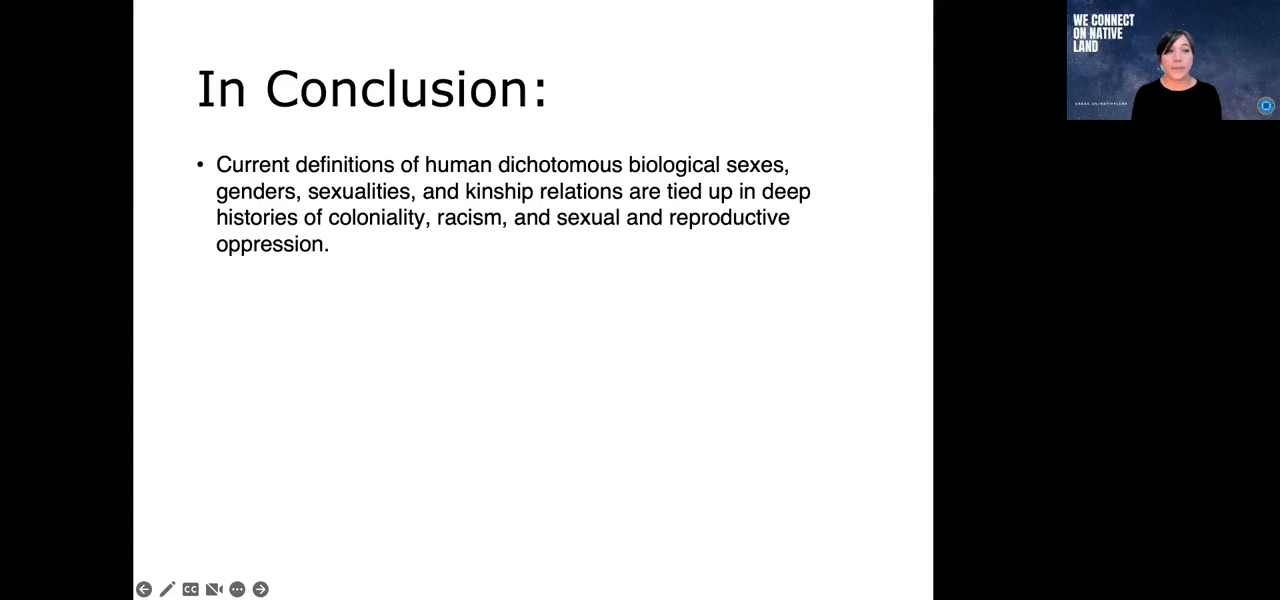 In Conclusion:
• Current definitions of human dichotomous biological sexes,
genders, sexualities, and kinship relations are tied up in deep
histories of coloniality, racism, and sexual and reproductive
oppression.
WE CONNECT
ON NATIVE
LAND
CC